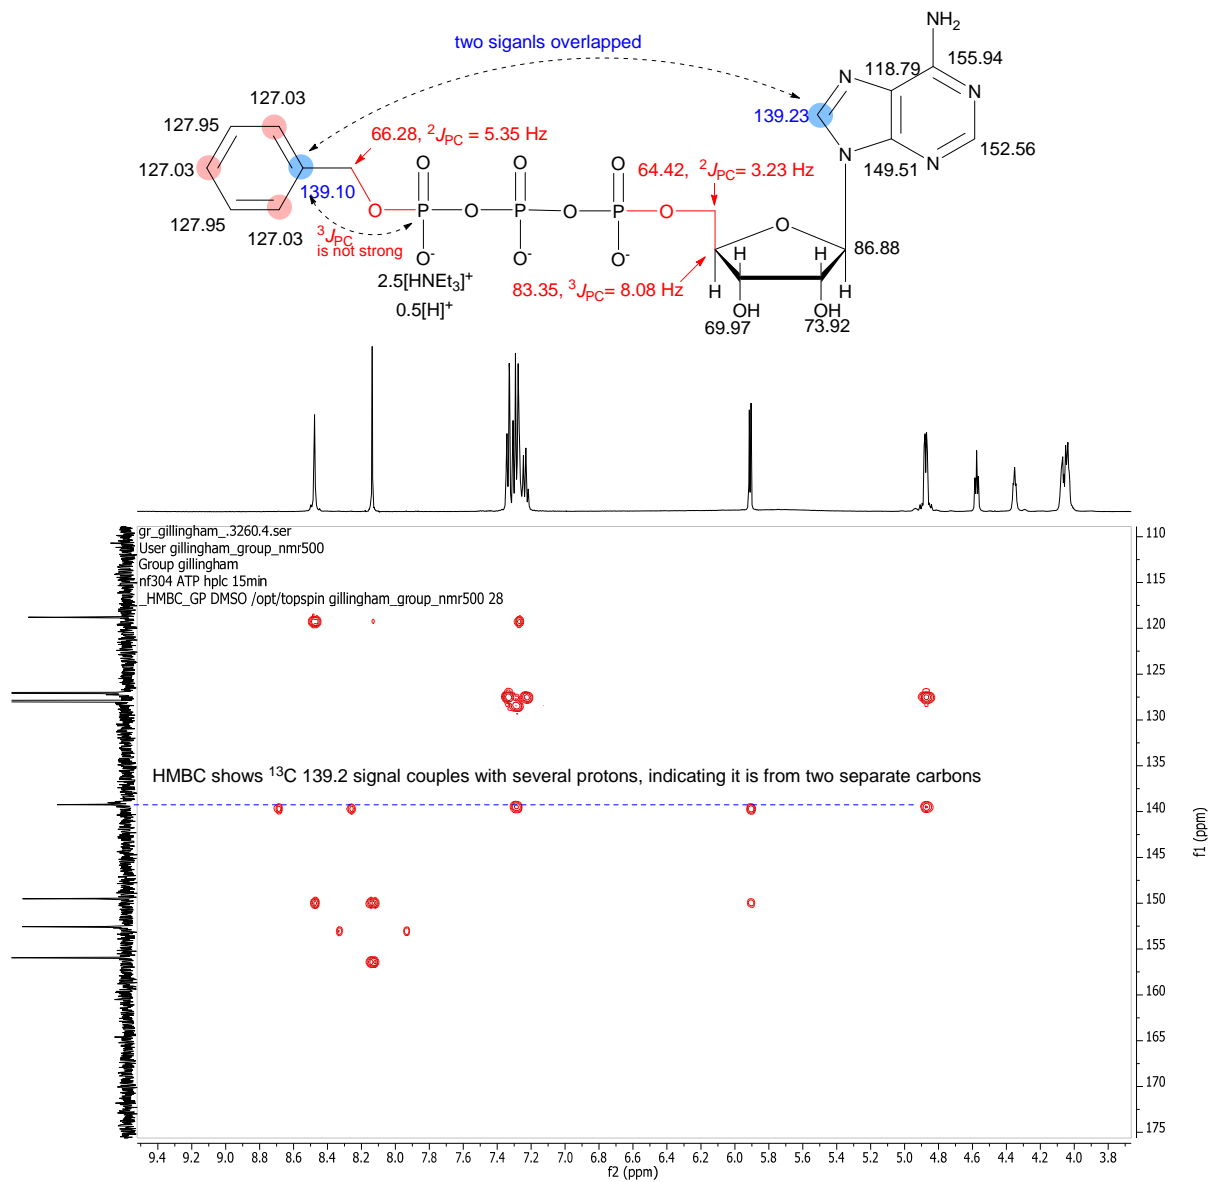 NH2
two siganls overlapped
155.94
118.79
N
N
127.03
139.23
127.95
66.28, 2JPC = 5.35 Hz
O
O
O
64.42, 2JPC= 3.23 Hz
N
N
152.56
149.51
127.03
139.10
127.95
127.03
O
P
O
P
O
P
O
O
3JPC
is not strong
O-
O-
O-
H
H
86.88
2.5[HNEt3]+
0.5[H]+
83.35, 3JPC= 8.08 Hz
H
H
OH
OH
69.97
73.92
gr_gillingham_.3260.4.ser
User gillingham_group_nmr500
Group gillingham
nf304 ATP hplc 15min
_HMBC_GP DMSO /opt/topspin gillingham_group_nmr500 28
HMBC shows 13C 139.2 signal couples with several protons, indicating it is from two separate carbons
110
115
120
125
130
135
140
145
150
155
160
165
170
175
f1 (ppm)
9.4 9.2 9.0 8.8 8.6 8.4 8.2 8.0 7.8 7.6 7.4 7.2 7.0 6.8 6.6 6.4 6.2 6.0 5.8 5.6 5.4 5.2 5.0 4.8 4.6 4.4 4.2 4.0 3.8
f2 (ppm)